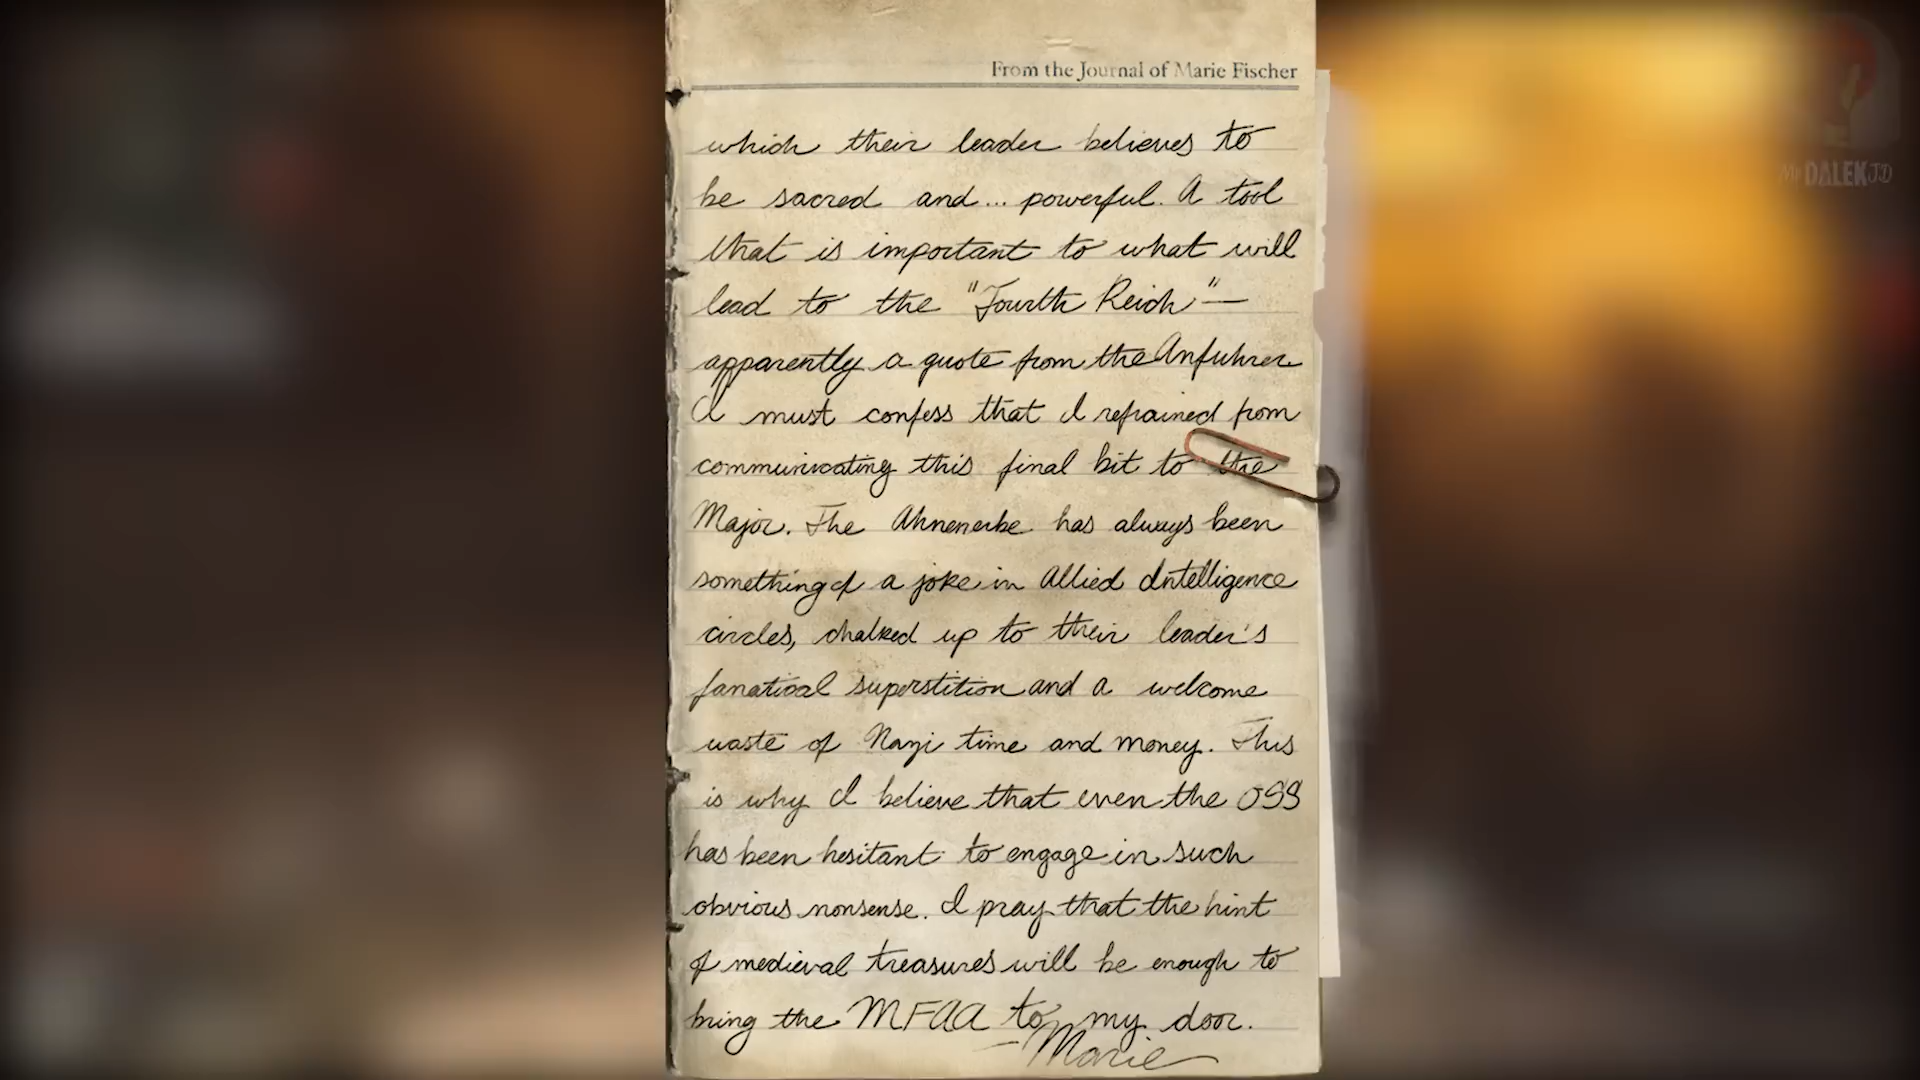 From the Journal of Marie Fischer
which their leader believes to
be sacred and... powerful. A tool
that is important to what will
lead to the "Fourth Reich"—
apparently a quote from the Anfuhrer
I must confess that I refrained from
communicating this final bit to the
Major. The Ahnenerbe has always been
something of a joke in Allied Intelligence
circles, chalked up to their leader's
fanatical superstition and a welcome
waste of Nazi time and money. This
is why I believe that even the OSS
has been hesitant to engage in such
obvious nonsense. I pray that the hint
of medieval treasures will be enough to
bring the MFAA to my door.
—Marie
Mr DALEK JD